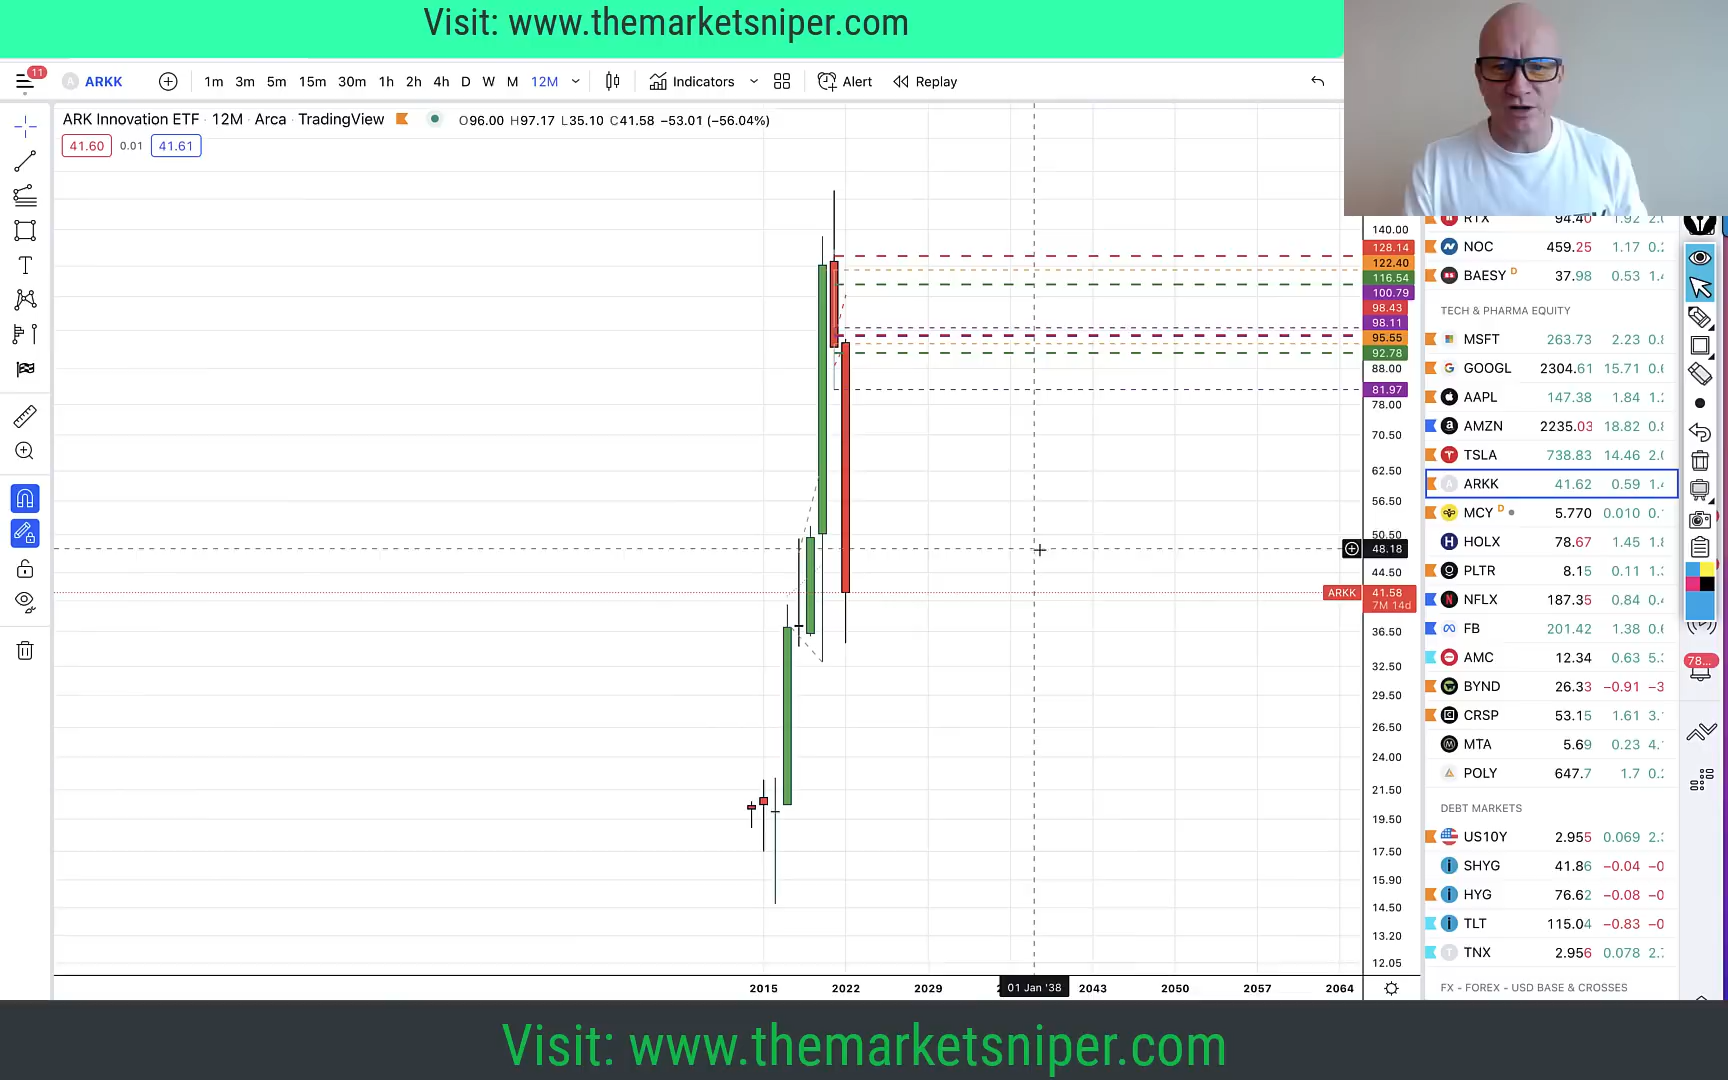 Visit: www.themarketsniper.com
11
ARKK
1m 3m 5m 15m 30m 1h 2h 4h D W M 12M
Indicators
Alert
Replay
ARK Innovation ETF · 12M · Arca · TradingView
O96.00 H97.17 L35.10 C41.58 −53.01 (−56.04%)
41.60 0.01 41.61
140.00
128.14
122.40
116.54
100.79
98.43
98.11
95.55
92.78
88.00
81.97
78.00
70.50
62.50
56.50
50.50
48.18
44.50
ARKK 41.58
7M 14d
36.50
32.50
29.50
26.50
24.00
21.50
19.50
17.50
15.90
14.50
13.20
12.05
2015 2022 2029 01 Jan '38 2043 2050 2057 2064
RTX 94.40 1.92
NOC 459.25 1.17
BAESY D 37.98 0.53
TECH & PHARMA EQUITY
MSFT 263.73 2.23
GOOGL 2304.61 15.71
AAPL 147.38 1.84
AMZN 2235.03 18.82
TSLA 738.83 14.46
ARKK 41.62 0.59
MCY D 5.770 0.010
HOLX 78.67 1.45
PLTR 8.15 0.11
NFLX 187.35 0.84
FB 201.42 1.38
AMC 12.34 0.63
BYND 26.33 −0.91
CRSP 53.15 1.61
MTA 5.69 0.23
POLY 647.7 1.7
DEBT MARKETS
US10Y 2.955 0.069
SHYG 41.86 −0.04
HYG 76.62 −0.08
TLT 115.04 −0.83
TNX 2.956 0.078
FX - FOREX - USD BASE & CROSSES
78...
Visit: www.themarketsniper.com